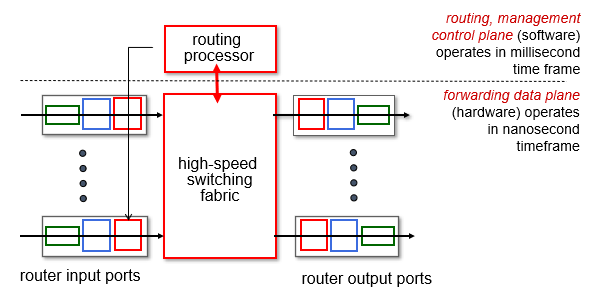 routing, management
control plane (software)
operates in millisecond
time frame
routing
processor
forwarding data plane
(hardware) operates
in nanosecond
timeframe
high-speed
switching
fabric
router input ports
router output ports